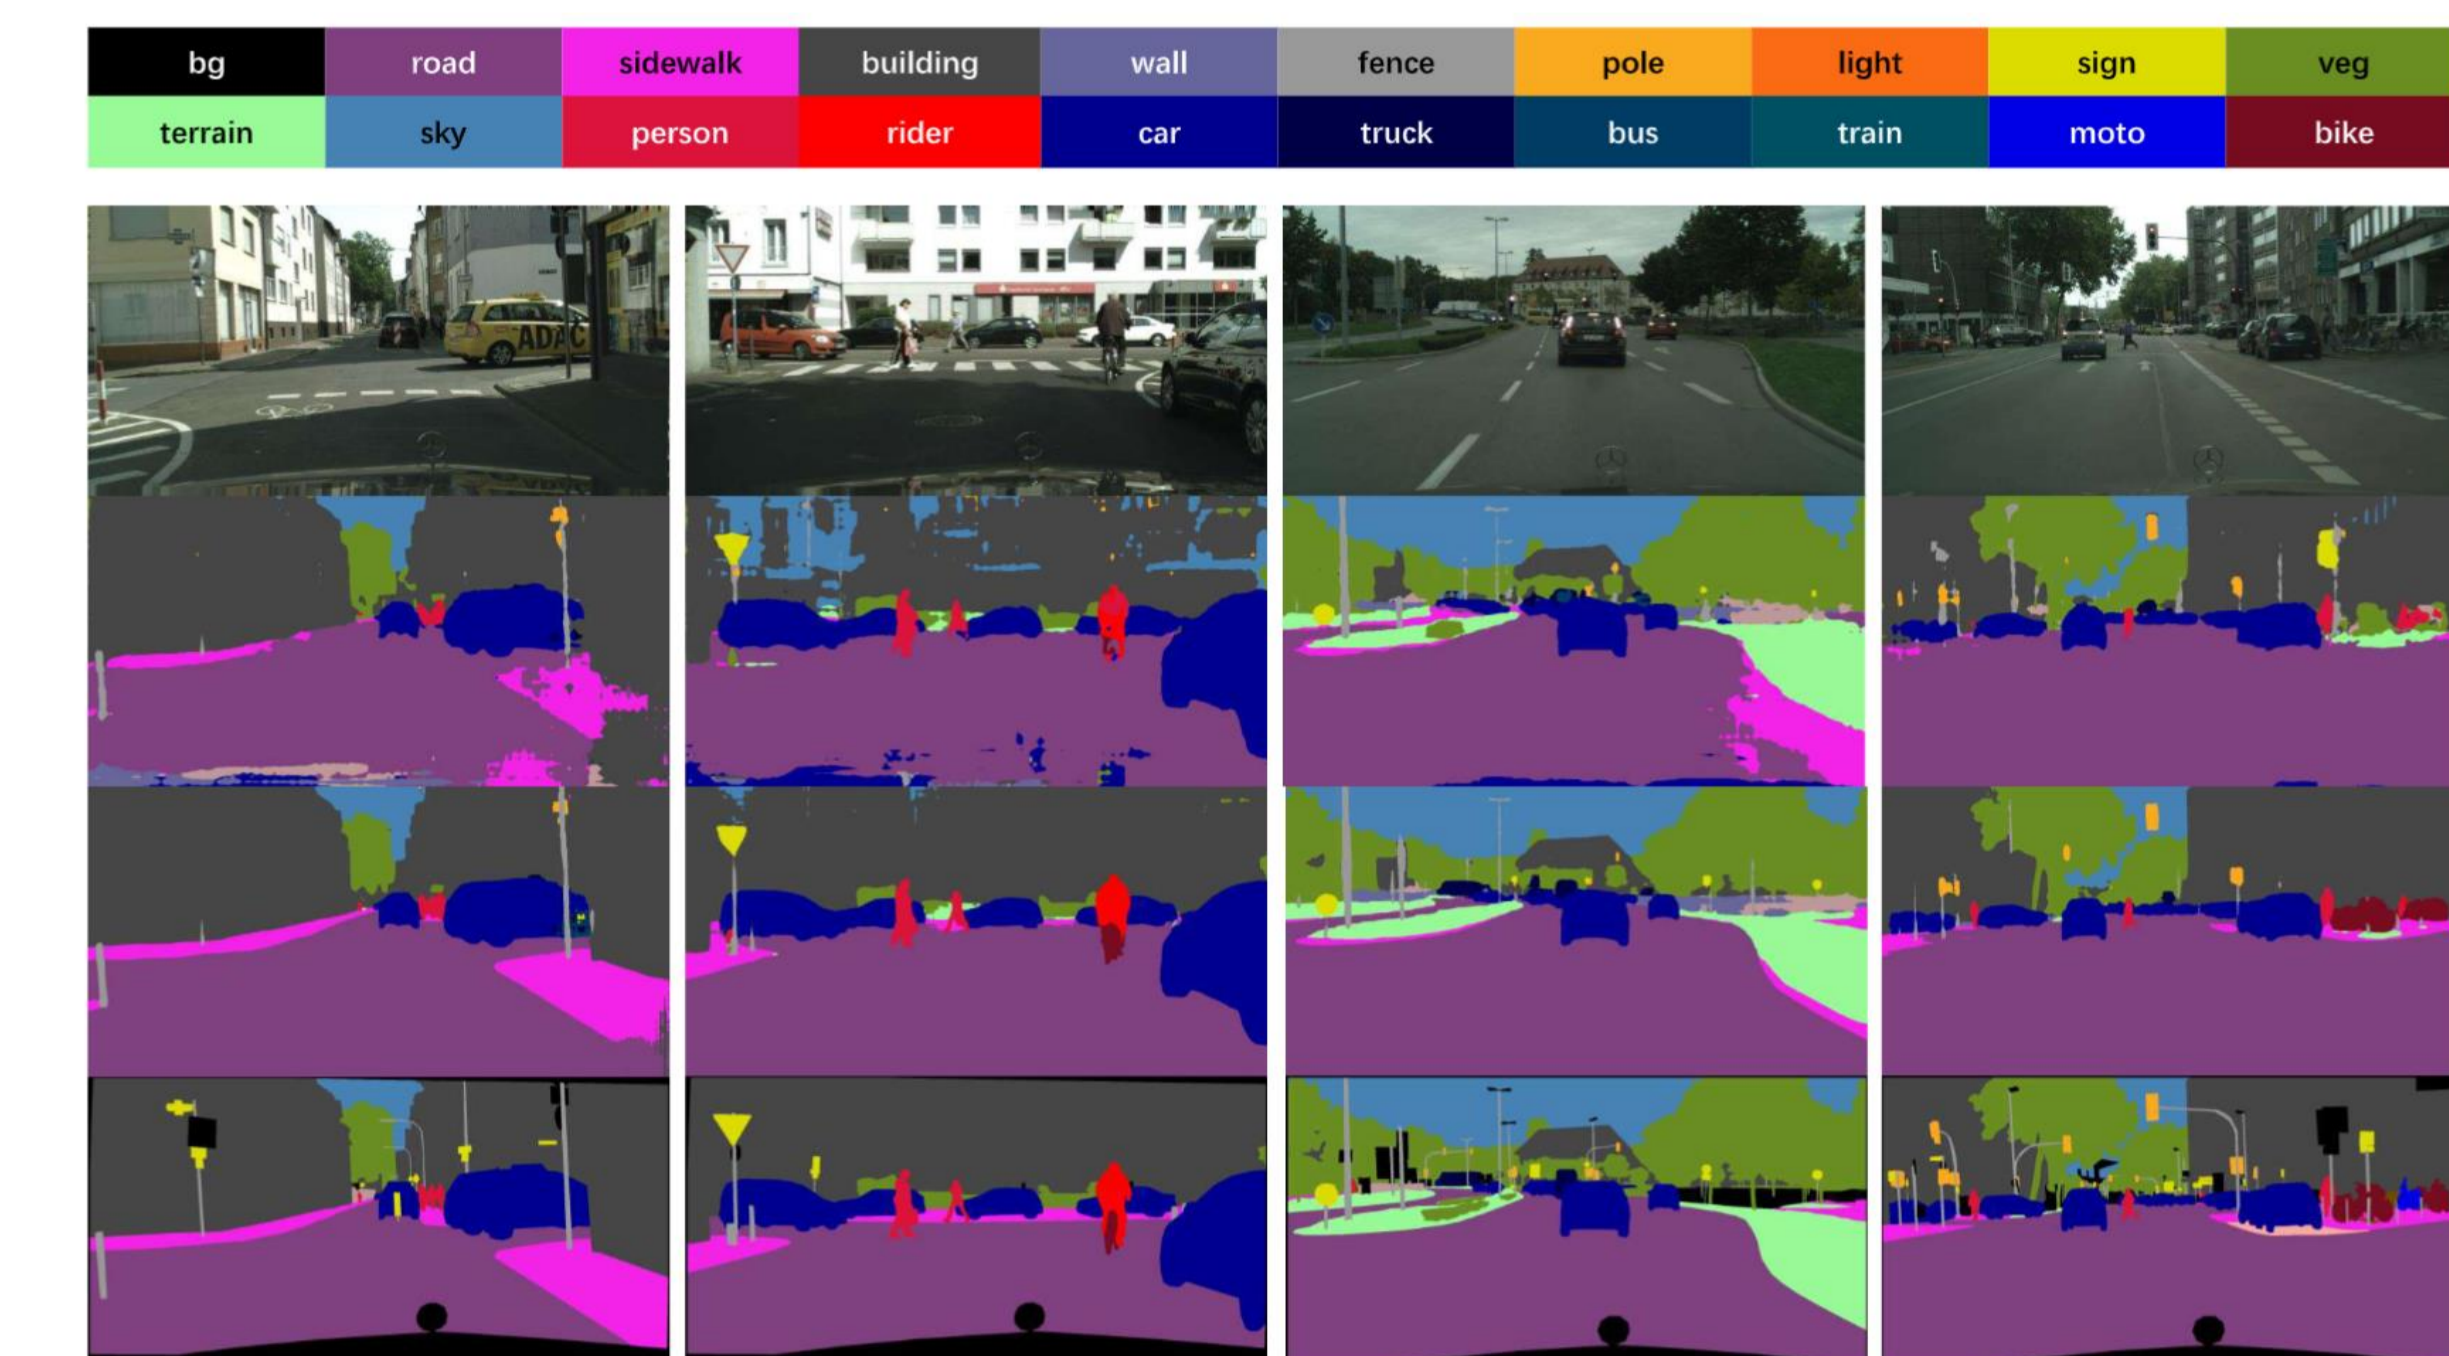 bg road sidewalk building wall fence pole light sign veg
terrain sky person rider car truck bus train moto bike
ADAC